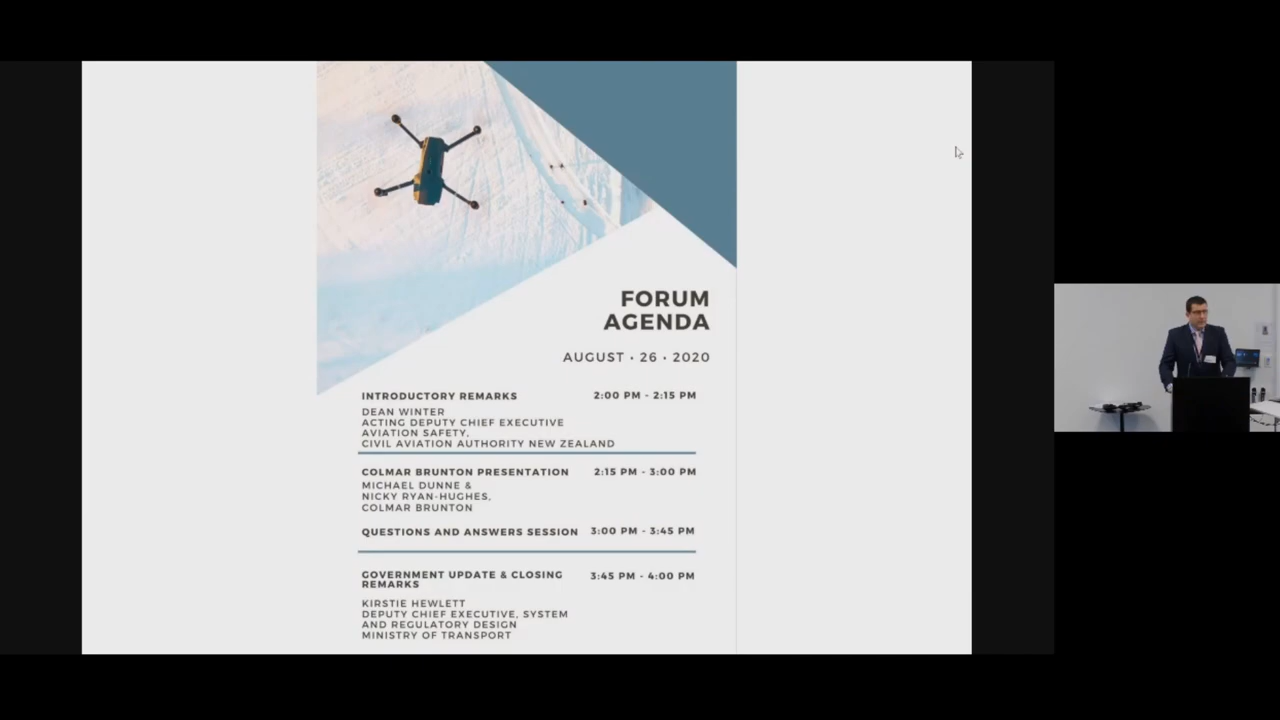 FORUM
AGENDA
AUGUST • 26 • 2020
INTRODUCTORY REMARKS 2:00 PM - 2:15 PM
DEAN WINTER
ACTING DEPUTY CHIEF EXECUTIVE
AVIATION SAFETY,
CIVIL AVIATION AUTHORITY NEW ZEALAND
COLMAR BRUNTON PRESENTATION 2:15 PM - 3:00 PM
MICHAEL DUNNE &
NICKY RYAN-HUGHES,
COLMAR BRUNTON
QUESTIONS AND ANSWERS SESSION 3:00 PM - 3:45 PM
GOVERNMENT UPDATE & CLOSING 3:45 PM - 4:00 PM
REMARKS
KIRSTIE HEWLETT
DEPUTY CHIEF EXECUTIVE, SYSTEM
AND REGULATORY DESIGN
MINISTRY OF TRANSPORT